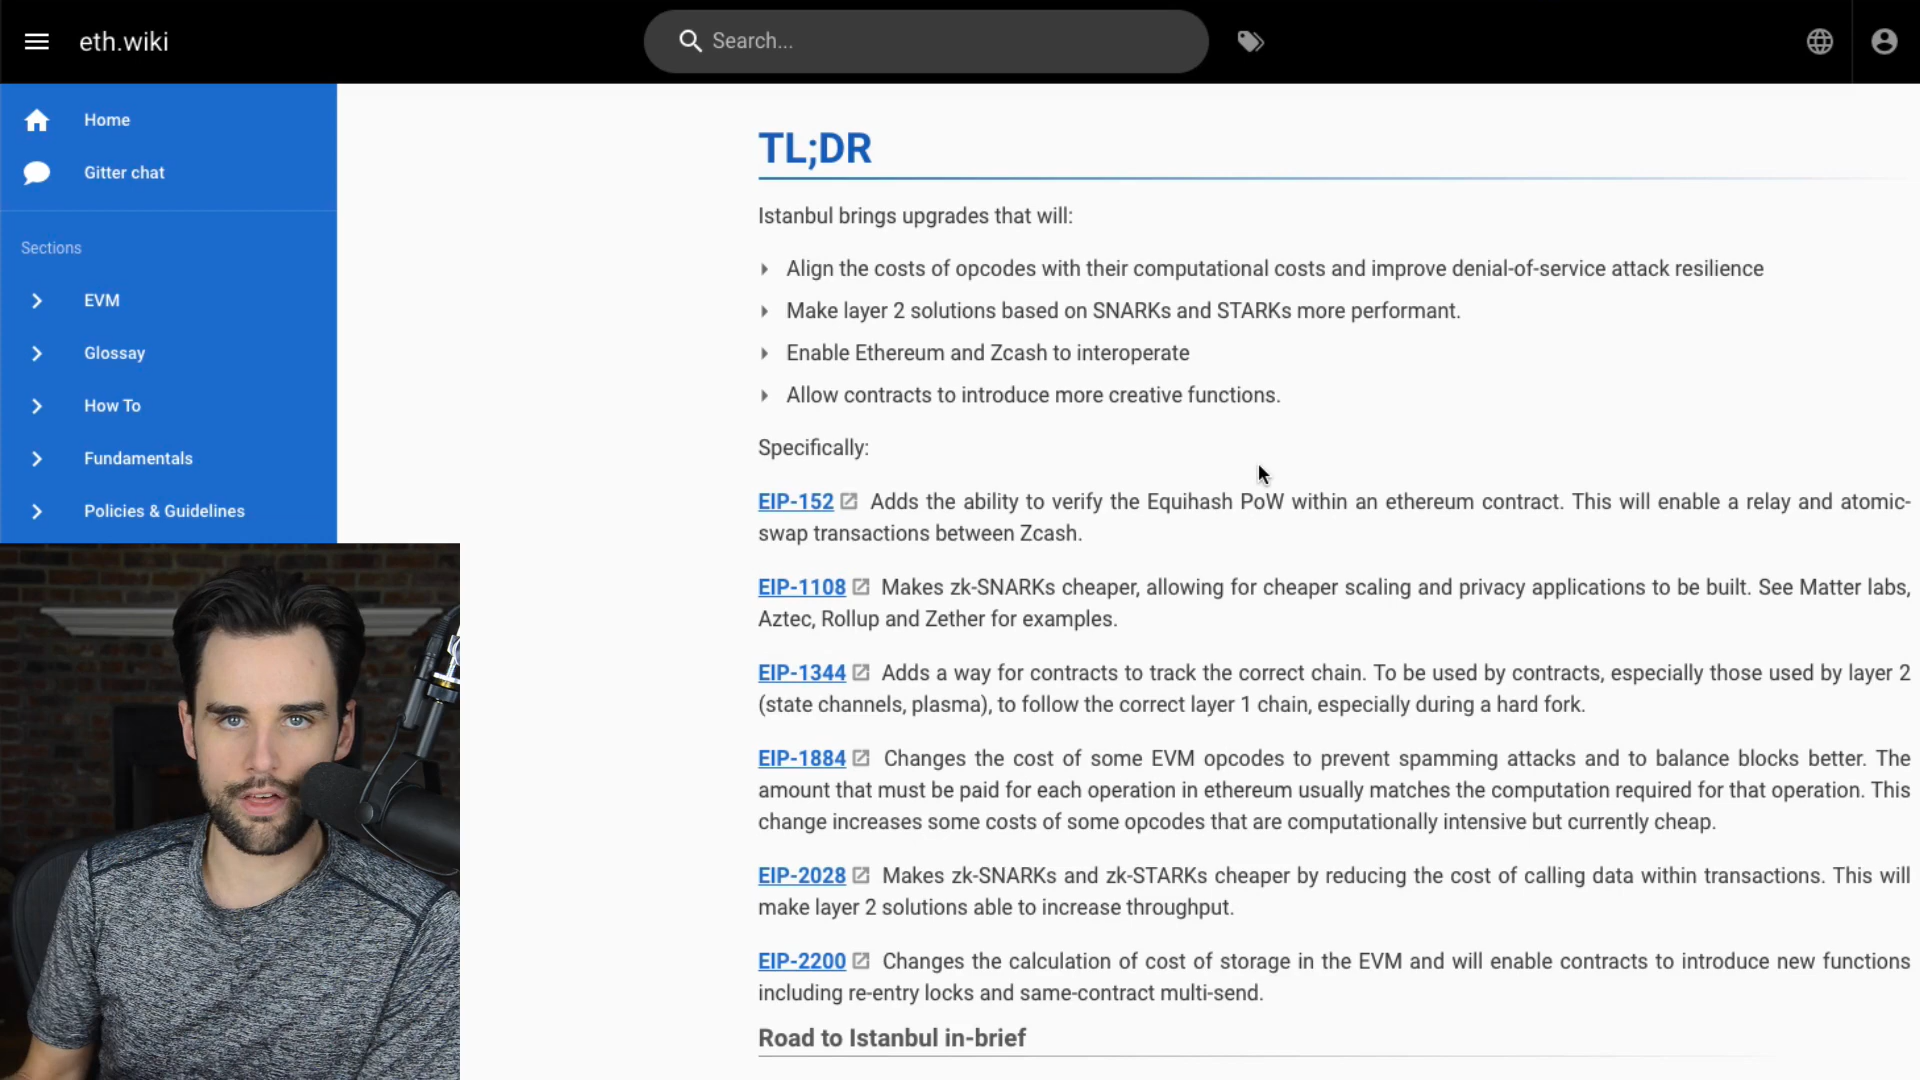 eth.wiki
Search...
Home
Gitter chat
Sections
EVM
Glossay
How To
Fundamentals
Policies & Guidelines
TL;DR
Istanbul brings upgrades that will:
Align the costs of opcodes with their computational costs and improve denial-of-service attack resilience
Make layer 2 solutions based on SNARKs and STARKs more performant.
Enable Ethereum and Zcash to interoperate
Allow contracts to introduce more creative functions.
Specifically:
EIP-152 Adds the ability to verify the Equihash PoW within an ethereum contract. This will enable a relay and atomic-
swap transactions between Zcash.
EIP-1108 Makes zk-SNARKs cheaper, allowing for cheaper scaling and privacy applications to be built. See Matter labs,
Aztec, Rollup and Zether for examples.
EIP-1344 Adds a way for contracts to track the correct chain. To be used by contracts, especially those used by layer 2
(state channels, plasma), to follow the correct layer 1 chain, especially during a hard fork.
EIP-1884 Changes the cost of some EVM opcodes to prevent spamming attacks and to balance blocks better. The
amount that must be paid for each operation in ethereum usually matches the computation required for that operation. This
change increases some costs of some opcodes that are computationally intensive but currently cheap.
EIP-2028 Makes zk-SNARKs and zk-STARKs cheaper by reducing the cost of calling data within transactions. This will
make layer 2 solutions able to increase throughput.
EIP-2200 Changes the calculation of cost of storage in the EVM and will enable contracts to introduce new functions
including re-entry locks and same-contract multi-send.
Road to Istanbul in-brief